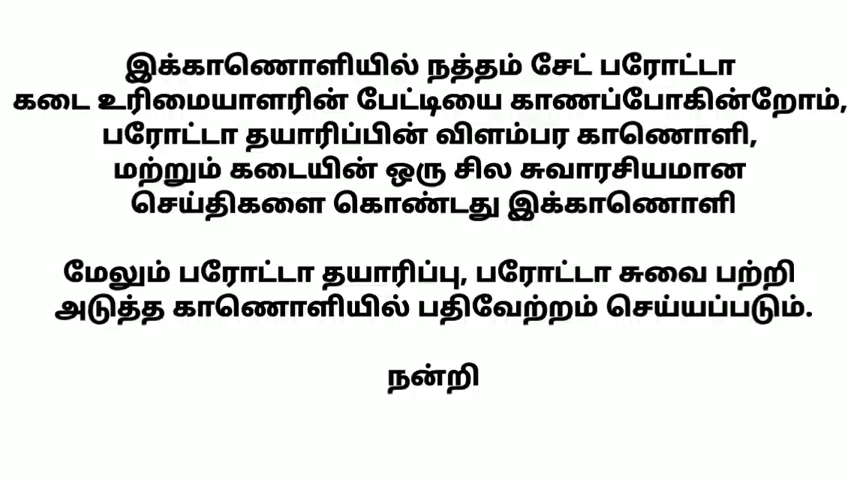 இக்காணொளியில் நத்தம் சேட் பரோட்டா
கடை உரிமையாளரின் பேட்டியை காணப்போகின்றோம்,
பரோட்டா தயாரிப்பின் விளம்பர காணொளி,
மற்றும் கடையின் ஒரு சில சுவாரசியமான
செய்திகளை கொண்டது இக்காணொளி
மேலும் பரோட்டா தயாரிப்பு, பரோட்டா சுவை பற்றி
அடுத்த காணொளியில் பதிவேற்றம் செய்யப்படும்.
நன்றி